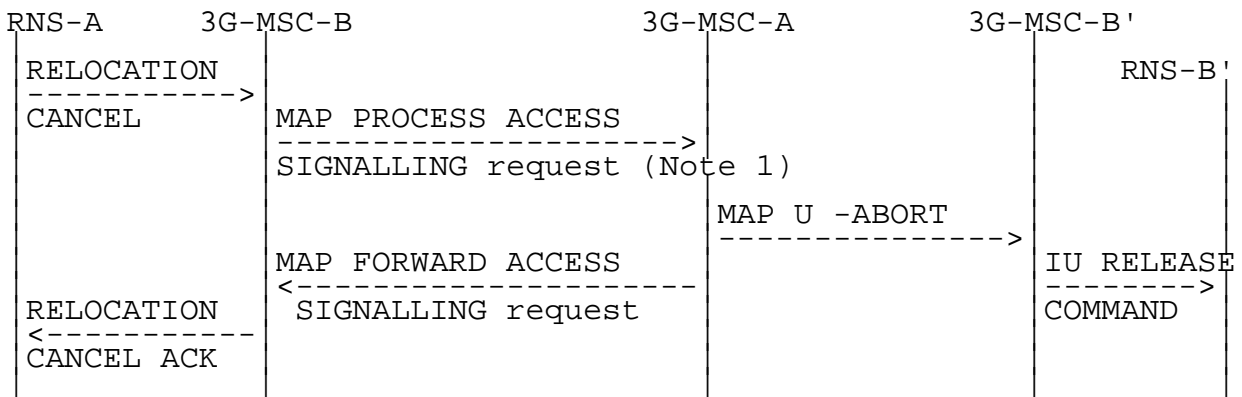 RNS-A 3G-MSC-B 3G-MSC-A 3G-MSC-B'
RELOCATION RNS-B'
CANCEL MAP PROCESS ACCESS
SIGNALLING request (Note 1)
MAP U -ABORT
MAP FORWARD ACCESS IU RELEASE
RELOCATION SIGNALLING request COMMAND
CANCEL ACK